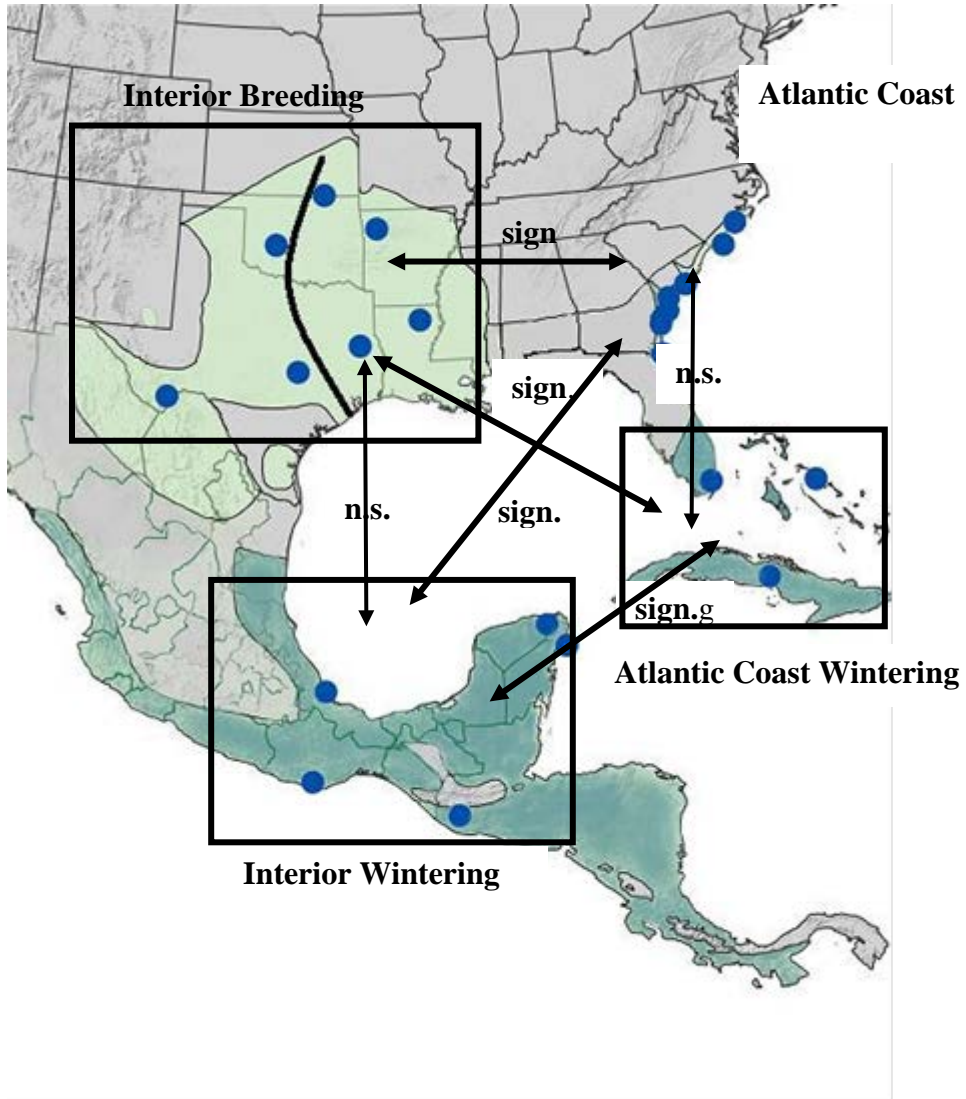 Atlantic Coast
Interior Breeding
sign
n.s.
sign.
n.s.
sign.
sign.g
Atlantic Coast Wintering
Interior Wintering